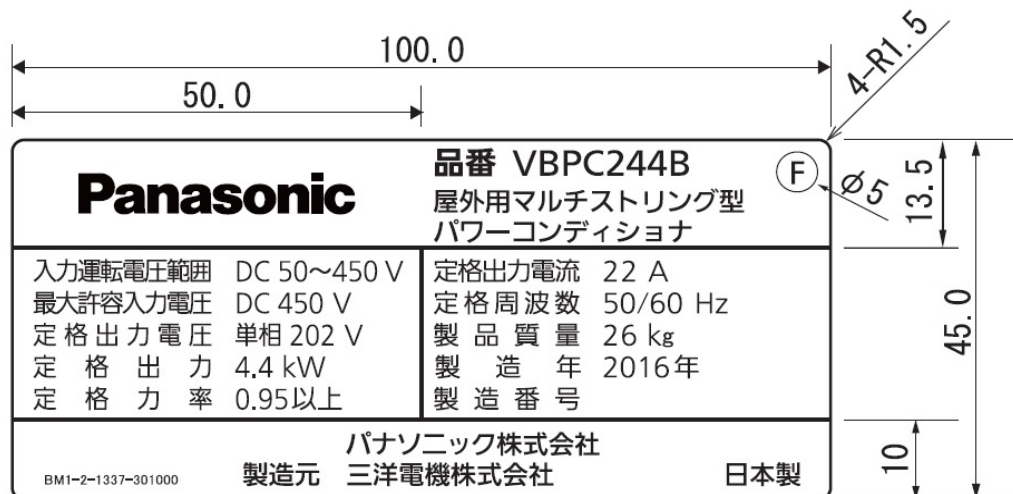 100.0
50.0
4-R1.5
Panasonic
品番 VBPC244B
屋外用マルチストリング型
パワーコンディショナ
F
φ5
13.5
入力運転電圧範囲 DC 50～450 V
最大許容入力電圧 DC 450 V
定格出力電圧 単相 202 V
定格出力 4.4 kW
定格力率 0.95以上
定格出力電流 22 A
定格周波数 50/60 Hz
製品質量 26 kg
製造年 2016年
製造番号
45.0
パナソニック株式会社
製造元 三洋電機株式会社
日本製
BM1-2-1337-301000
10